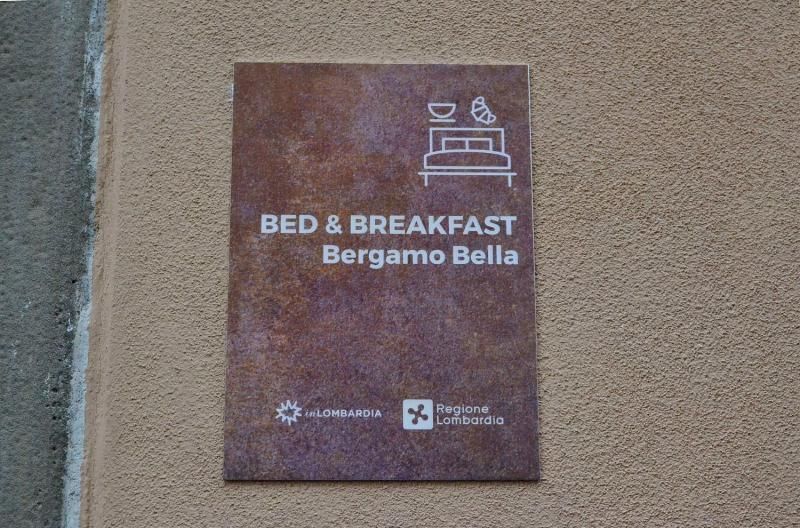 BED & BREAKFAST
Bergamo Bella
inLOMBARDIA
Regione
Lombardia